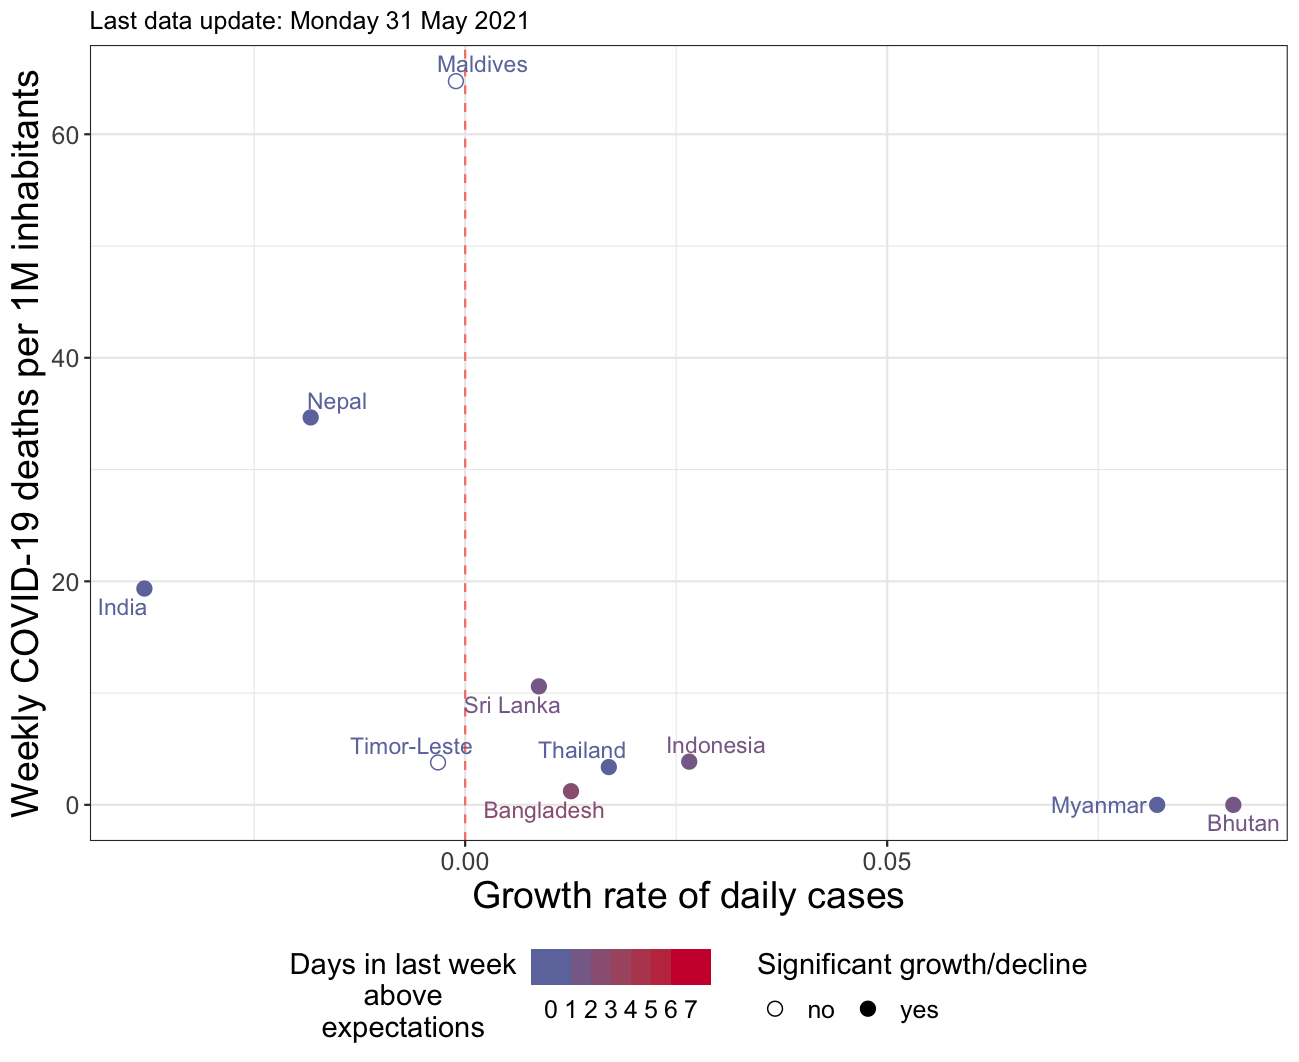 Last data update: Monday 31 May 2021
Weekly COVID-19 deaths per 1M inhabitants
60
40
20
0
Maldives
Nepal
India
Sri Lanka
Timor-Leste
Thailand
Indonesia
Bangladesh
Myanmar
Bhutan
0.00
0.05
Growth rate of daily cases
Days in last week
above
expectations
0 1 2 3 4 5 6 7
Significant growth/decline
no
yes